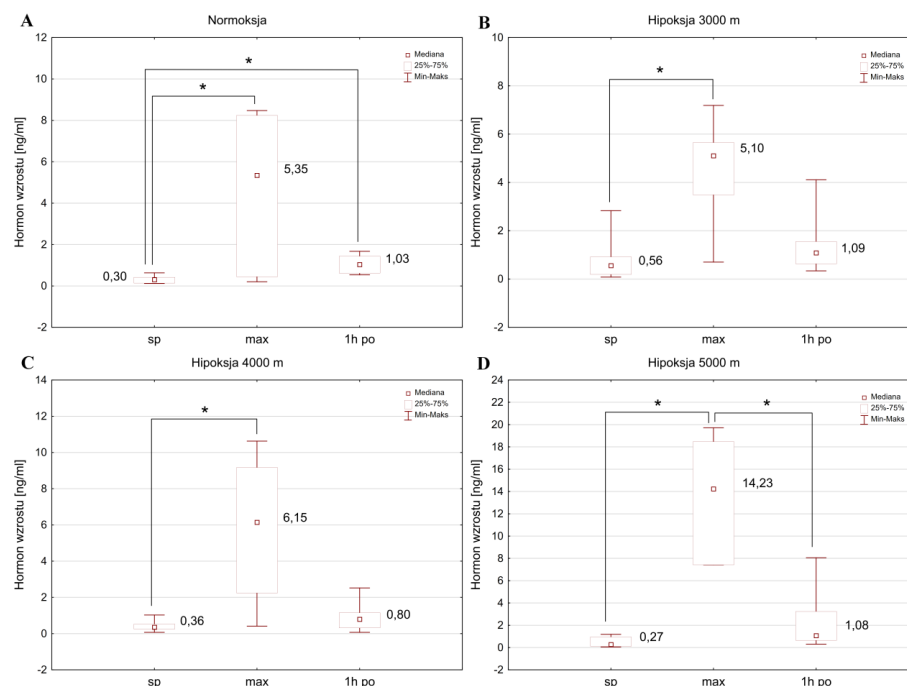 A
Normoksja
12
10
8
6
4
2
0
-2
Hormon wzrostu [ng/ml]
Mediana
25%-75%
Min-Maks
*
*
0,30
5,35
1,03
sp
max
1h po
B
Hipoksja 3000 m
10
8
6
4
2
0
-2
Hormon wzrostu [ng/ml]
Mediana
25%-75%
Min-Maks
*
0,56
5,10
1,09
sp
max
1h po
C
Hipoksja 4000 m
14
12
10
8
6
4
2
0
-2
Hormon wzrostu [ng/ml]
Mediana
25%-75%
Min-Maks
*
0,36
6,15
0,80
sp
max
1h po
D
Hipoksja 5000 m
24
22
20
18
16
14
12
10
8
6
4
2
0
-2
Hormon wzrostu [ng/ml]
Mediana
25%-75%
Min-Maks
*
*
0,27
14,23
1,08
sp
max
1h po